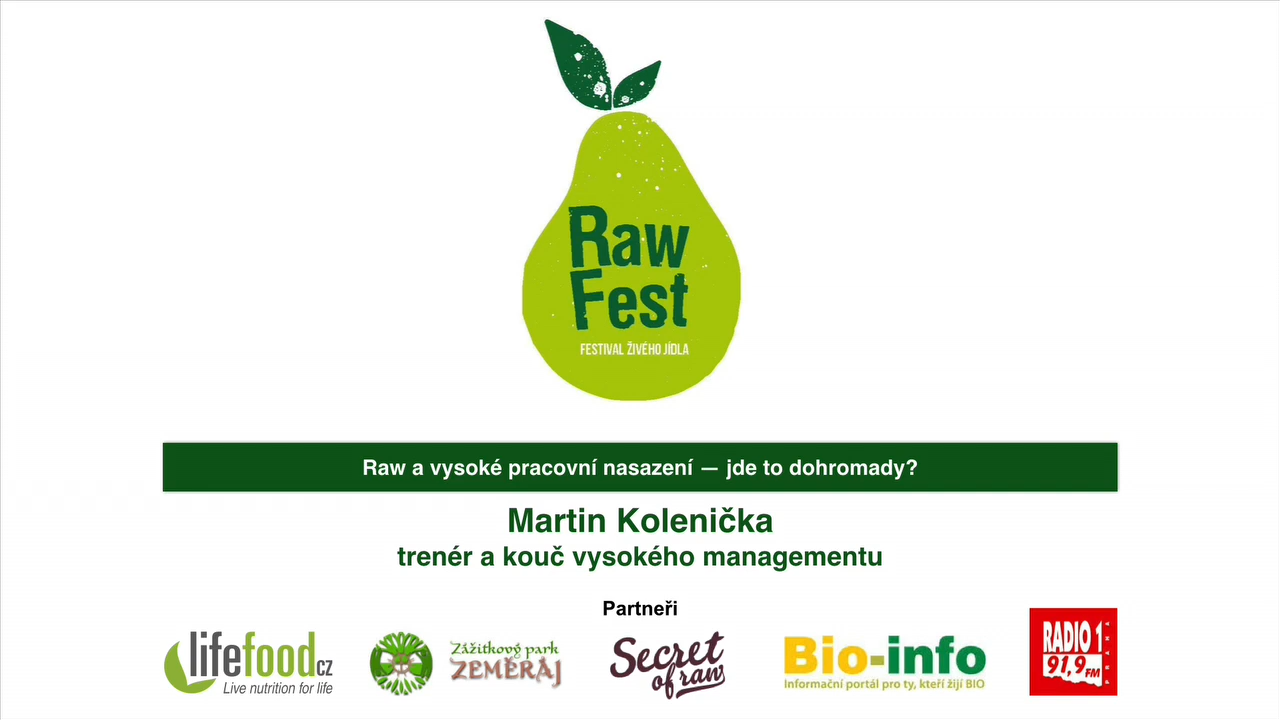 Raw
Fest
FESTIVAL ŽIVÉHO JÍDLA
Raw a vysoké pracovní nasazení — jde to dohromady?
Martin Kolenička
trenér a kouč vysokého managementu
Partneři
lifefood.cz
Live nutrition for life
Zážitkový park
ZEMĚRÁJ
Secret
of raw
Bio-info
Informační portál pro ty, kteří žijí BIO
RADIO 1
91,9 FM
PRAHA